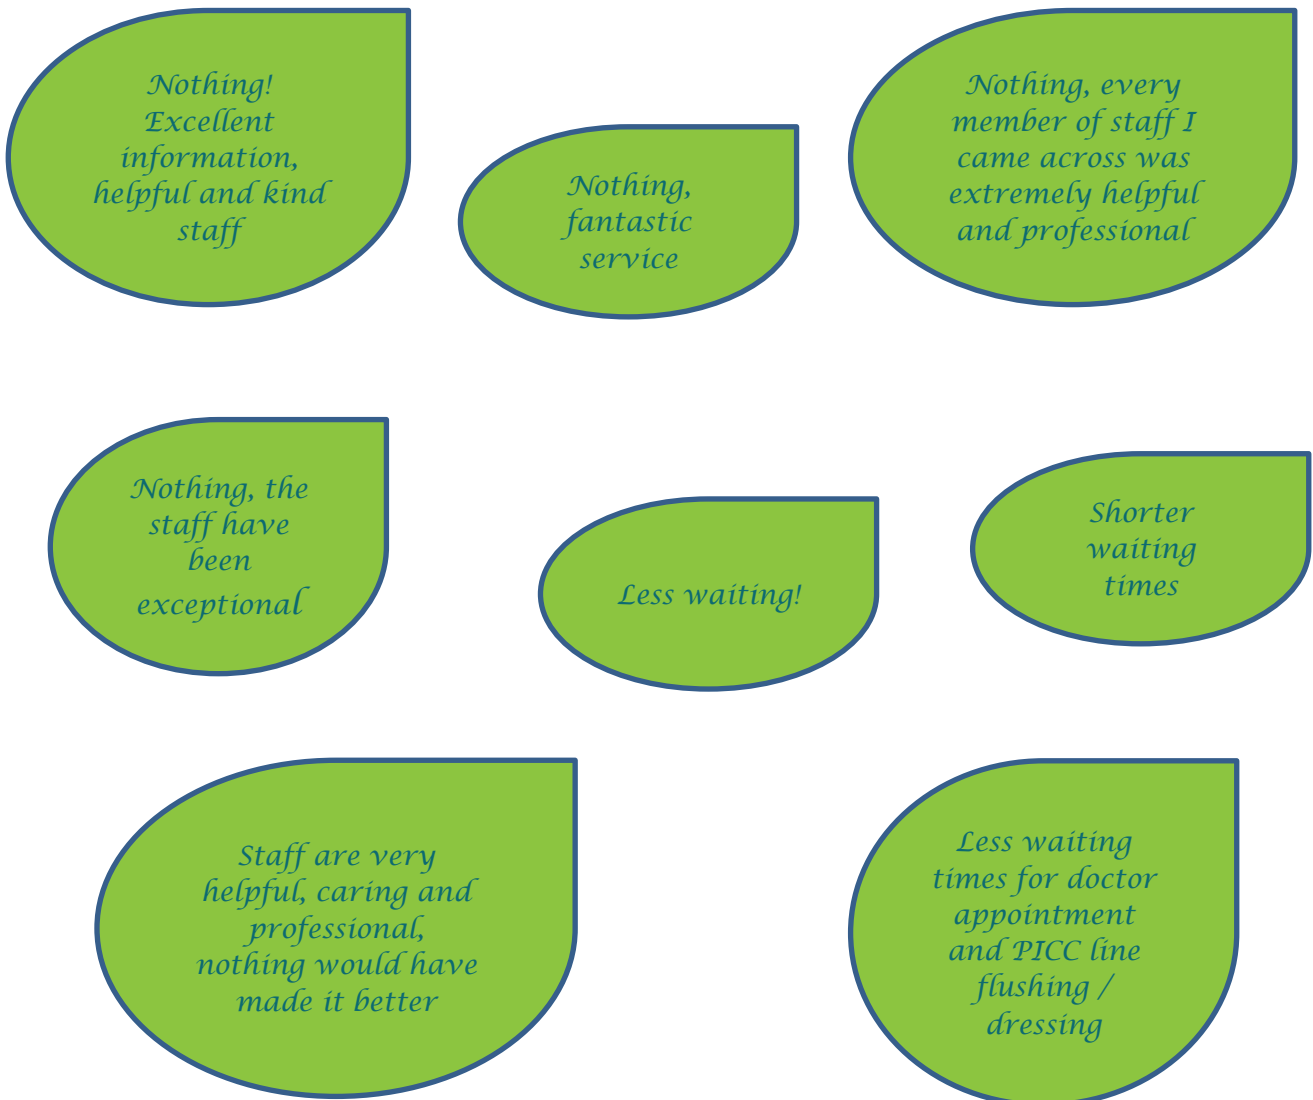 Nothing!
Excellent
information,
helpful and kind
staff
Nothing,
fantastic
service
Nothing, every
member of staff I
came across was
extremely helpful
and professional
Nothing, the
staff have
been
exceptional
Less waiting!
Shorter
waiting
times
Staff are very
helpful, caring and
professional,
nothing would have
made it better
Less waiting
times for doctor
appointment
and PICC line
flushing /
dressing